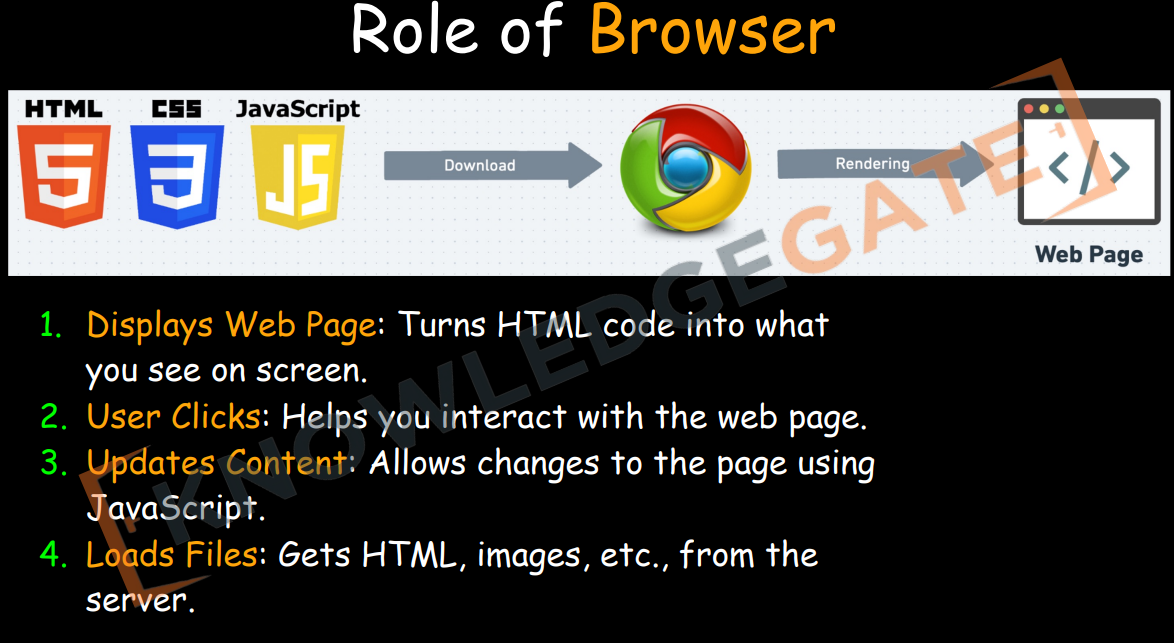 Role of Browser
HTML CSS JavaScript
5 3 JS
Download
Rendering
</>
Web Page
KNOWLEDGEGATE
1. Displays Web Page: Turns HTML code into what
you see on screen.
2. User Clicks: Helps you interact with the web page.
3. Updates Content: Allows changes to the page using
JavaScript.
4. Loads Files: Gets HTML, images, etc., from the
server.